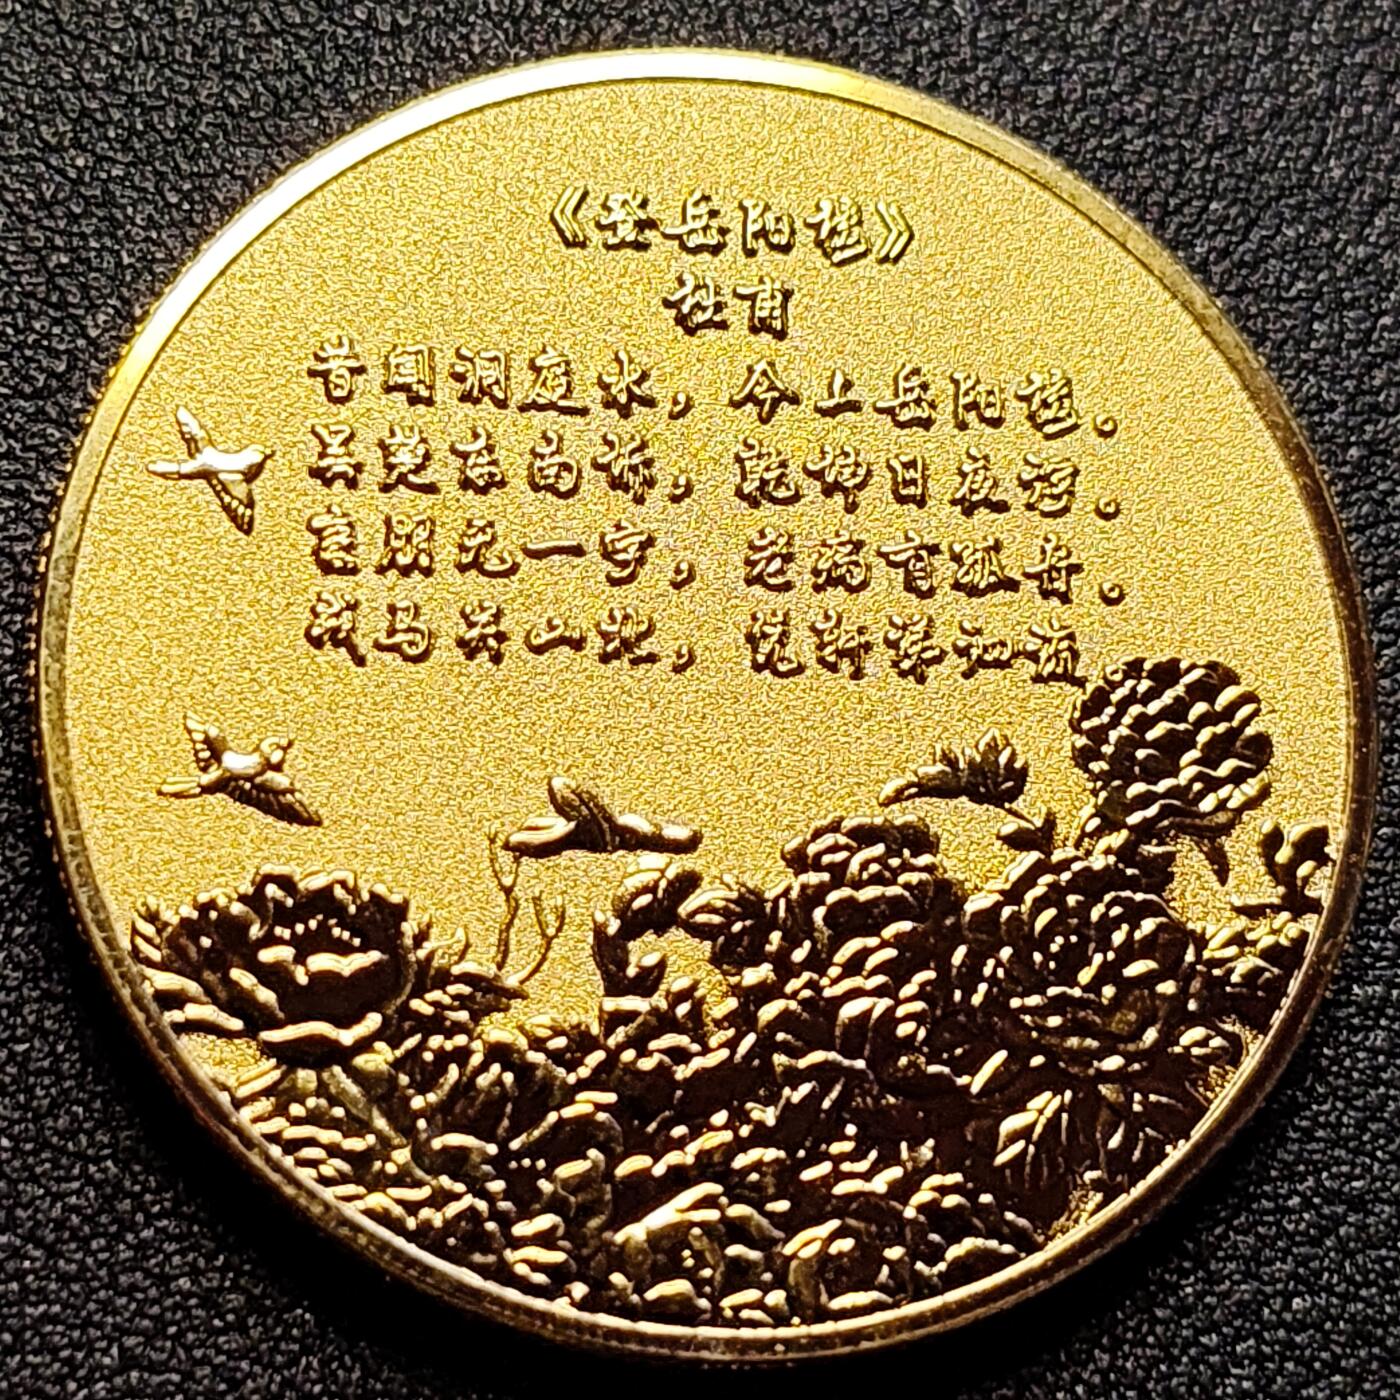 《登岳阳楼》
杜甫
昔闻洞庭水，今上岳阳楼。
吴楚东南坼，乾坤日夜浮。
亲朋无一字，老病有孤舟。
戎马关山北，凭轩涕泗流。